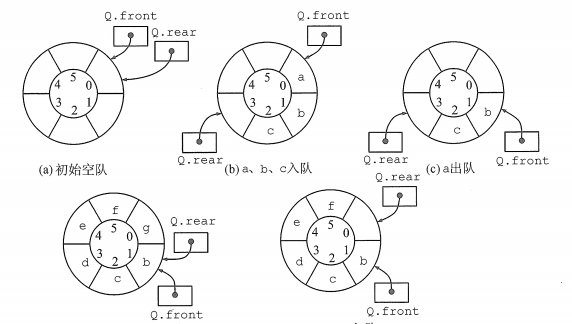 Q.front
Q.rear
4 5 0
3 2 1
(a) 初始空队
Q.front
a
4 5 0
3 2 1
b
c
Q.rear
(b) a、b、c入队
4 5 0
3 2 1
b
c
Q.rear
Q.front
(c) a出队
f
e
g
4 5 0
3 2 1
d
b
c
Q.rear
Q.front
Q.rear
f
e
4 5 0
3 2 1
d
b
c
Q.front